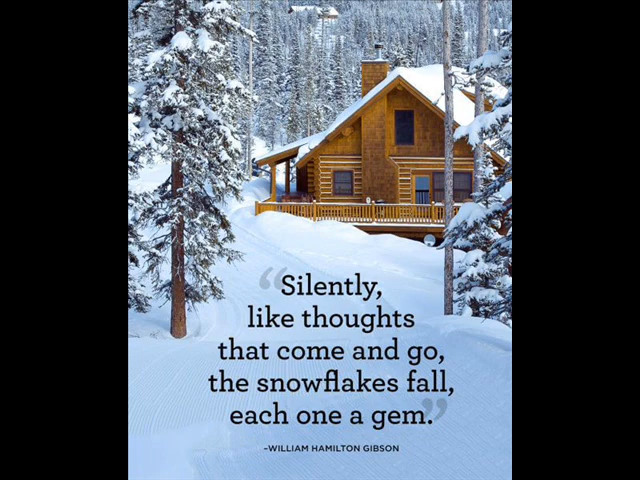 “Silently,
like thoughts
that come and go,
the snowflakes fall,
each one a gem.”
–WILLIAM HAMILTON GIBSON